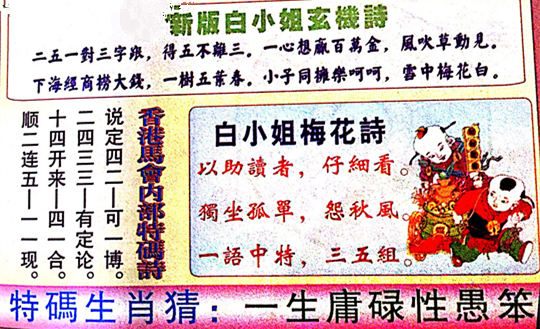 新版白小姐玄機詩
二五一對三字跟，得五不離三。一心想贏百萬金，風吹草動見。
下海經商撈大錢，一樹五葉春。小子同擁樂呵呵，雲中梅花白。
香港馬會內部特碼詩
说定四二一可一博。
二四三三一有定论。
十四开来一四一合。
顺二连五一一一现。
白小姐梅花詩
以助讀者，仔細看。
獨坐孤單，怨秋風。
一語中特，三五組。
特碼生肖猜：一生庸碌性愚笨